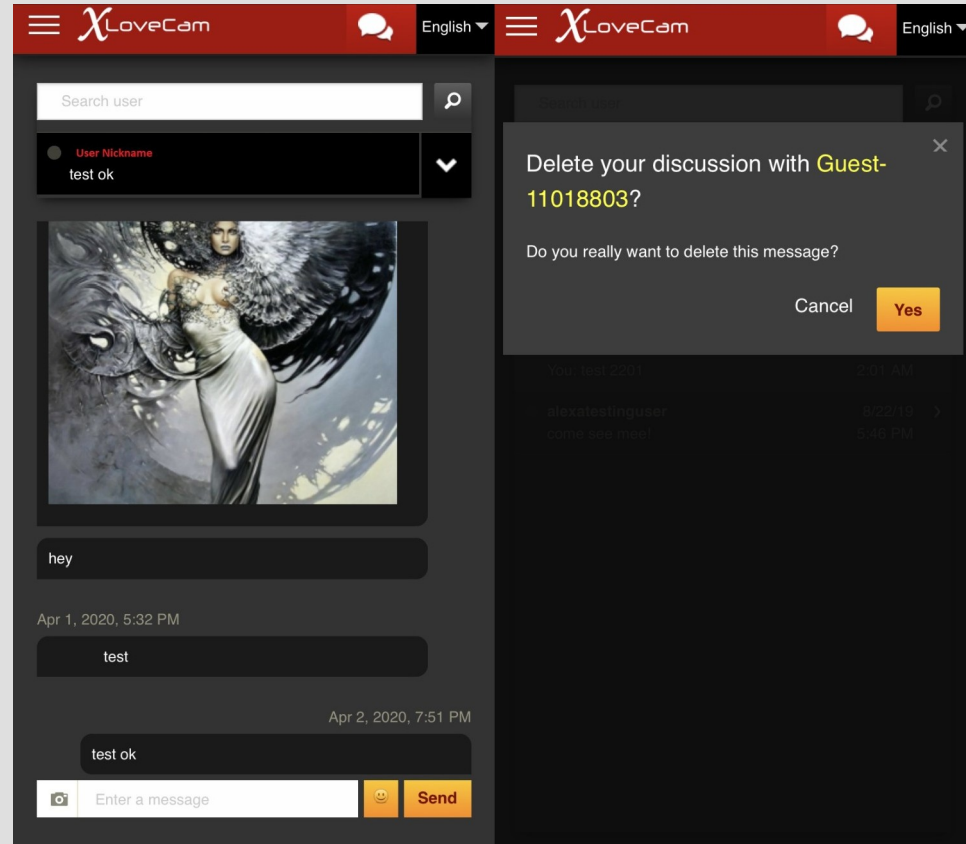 XLoveCam
English
Search user
User Nickname
test ok
hey
Apr 1, 2020, 5:32 PM
test
Apr 2, 2020, 7:51 PM
test ok
Enter a message
Send
XLoveCam
English
Search user
Delete your discussion with Guest-
11018803?
Do you really want to delete this message?
Cancel
Yes
You: test 2201
2:01 AM
alexatestinguser
6/22/19
come see mee!
5:46 PM